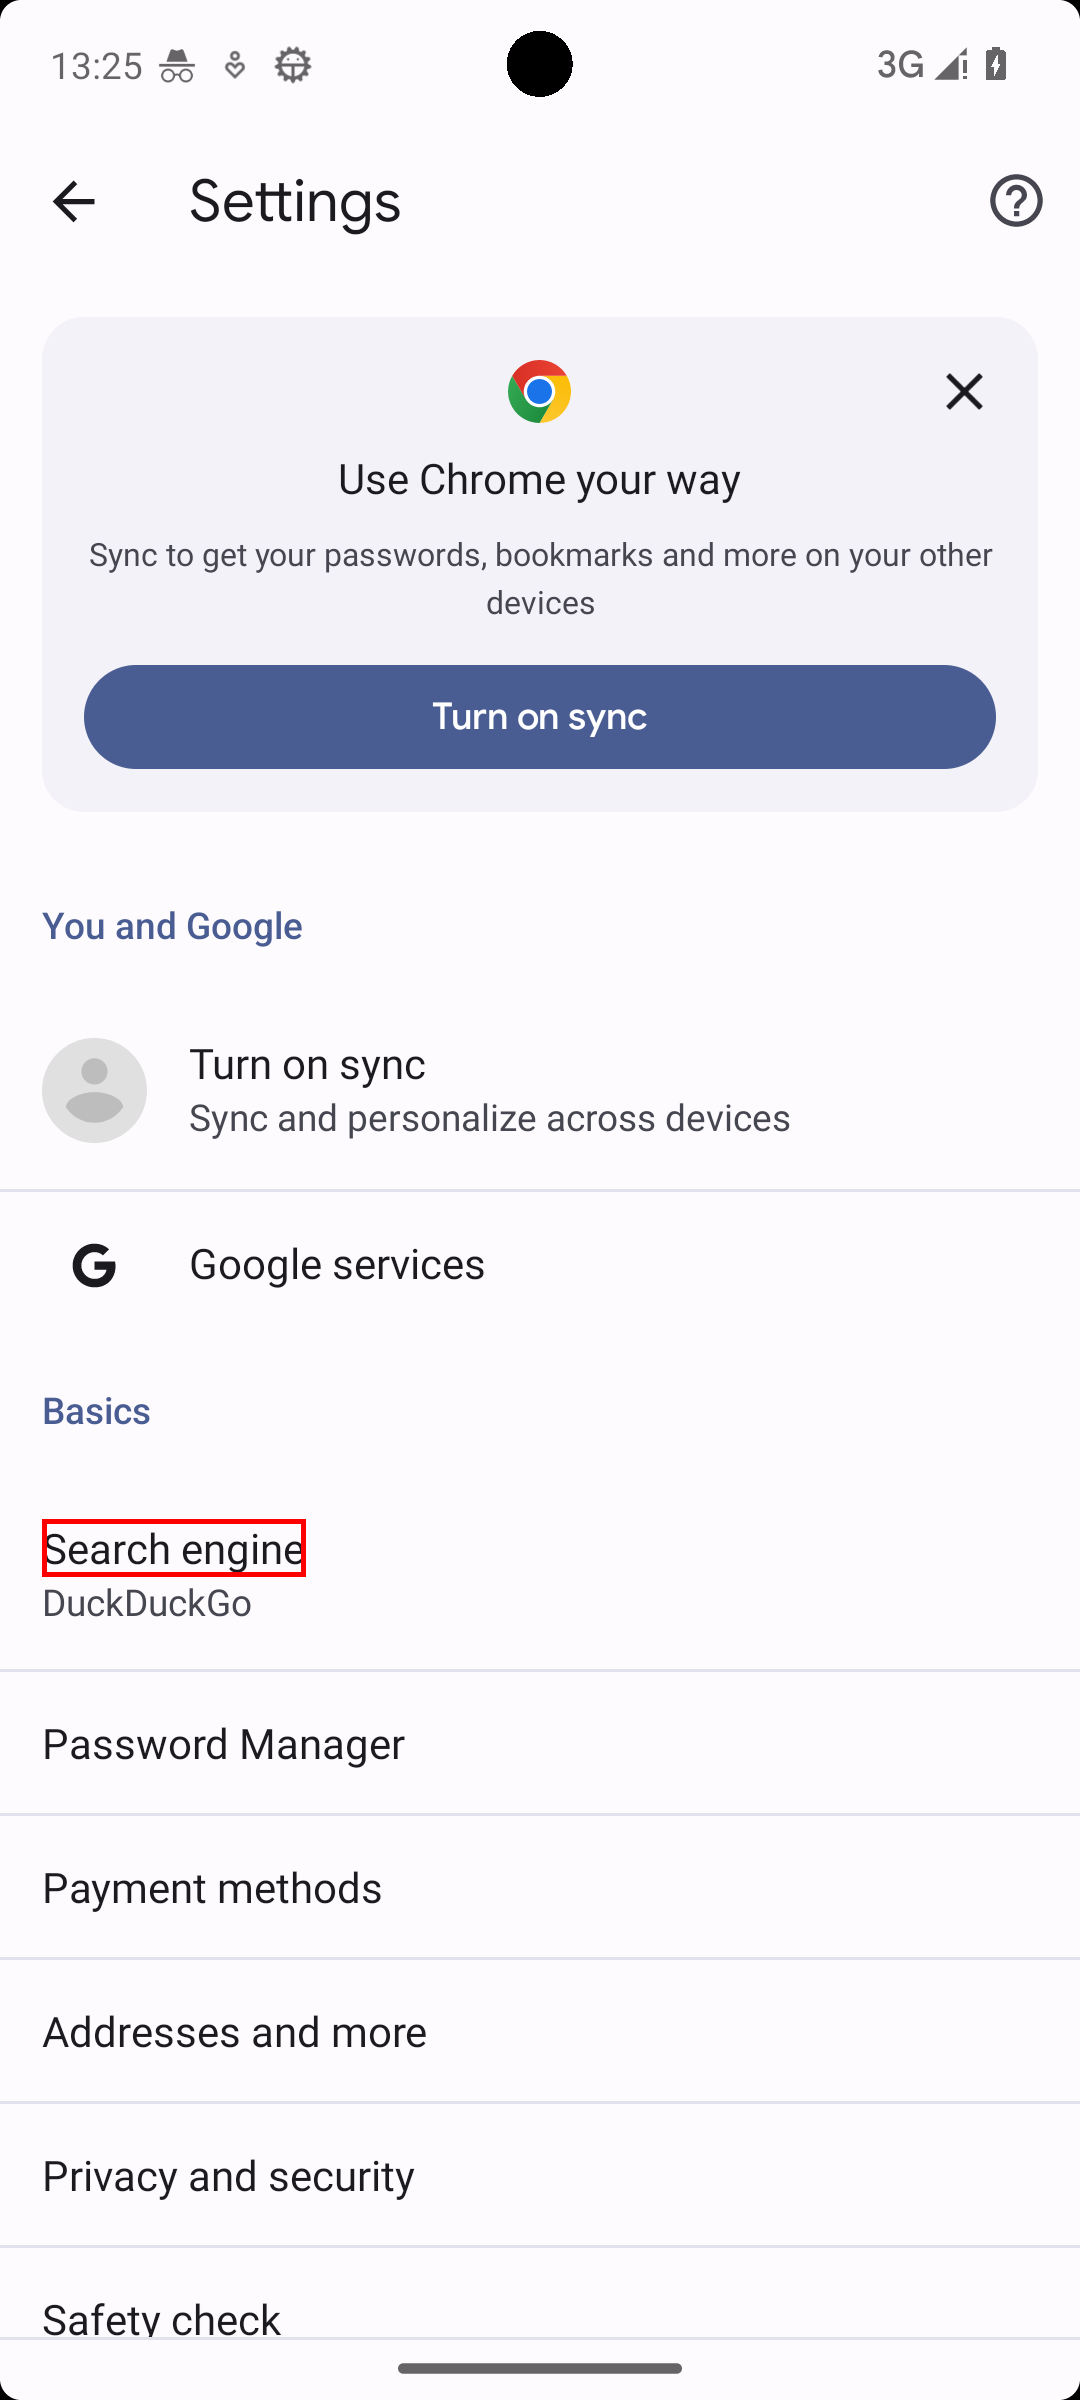 13:25
3G
Settings
Use Chrome your way
Sync to get your passwords, bookmarks and more on your other
devices
Turn on sync
You and Google
Turn on sync
Sync and personalize across devices
Google services
Basics
Search engine
DuckDuckGo
Password Manager
Payment methods
Addresses and more
Privacy and security
Safety check